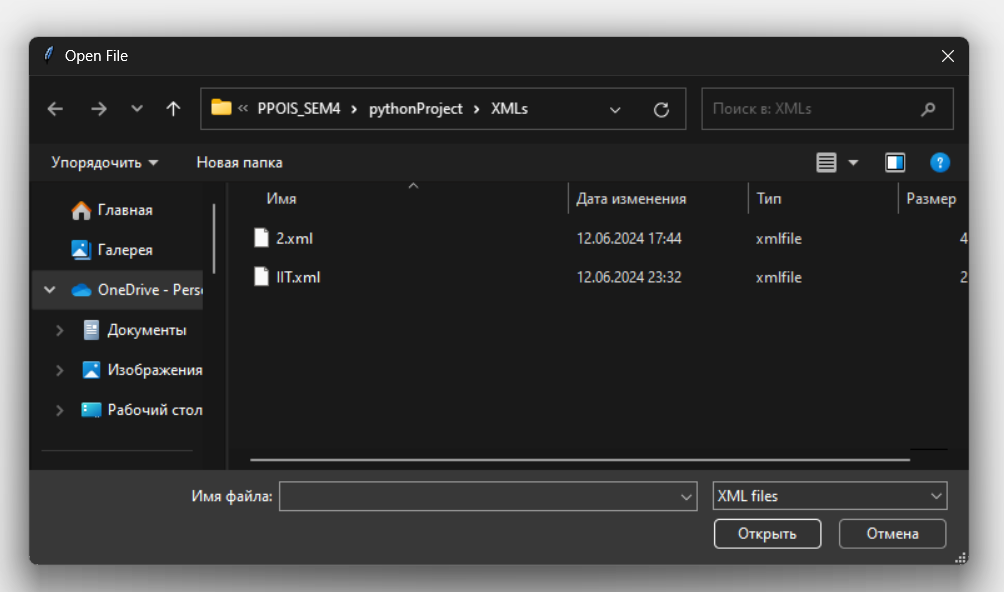 Open File
« PPOIS_SEM4 › pythonProject › XMLs
Поиск в: XMLs
Упорядочить Новая папка
?
Имя Дата изменения Тип Размер
2.xml 12.06.2024 17:44 xmlfile 4
IIT.xml 12.06.2024 23:32 xmlfile 2
Главная
Галерея
OneDrive - Pers
Документы
Изображения
Рабочий стол
Имя файла:
XML files
Открыть Отмена